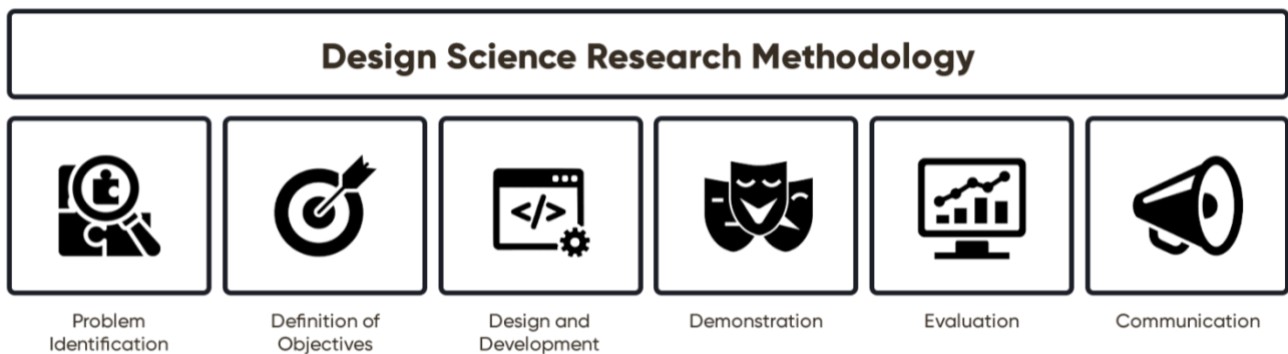 Design Science Research Methodology
</>
Problem
Identification
Definition of
Objectives
Design and
Development
Demonstration
Evaluation
Communication